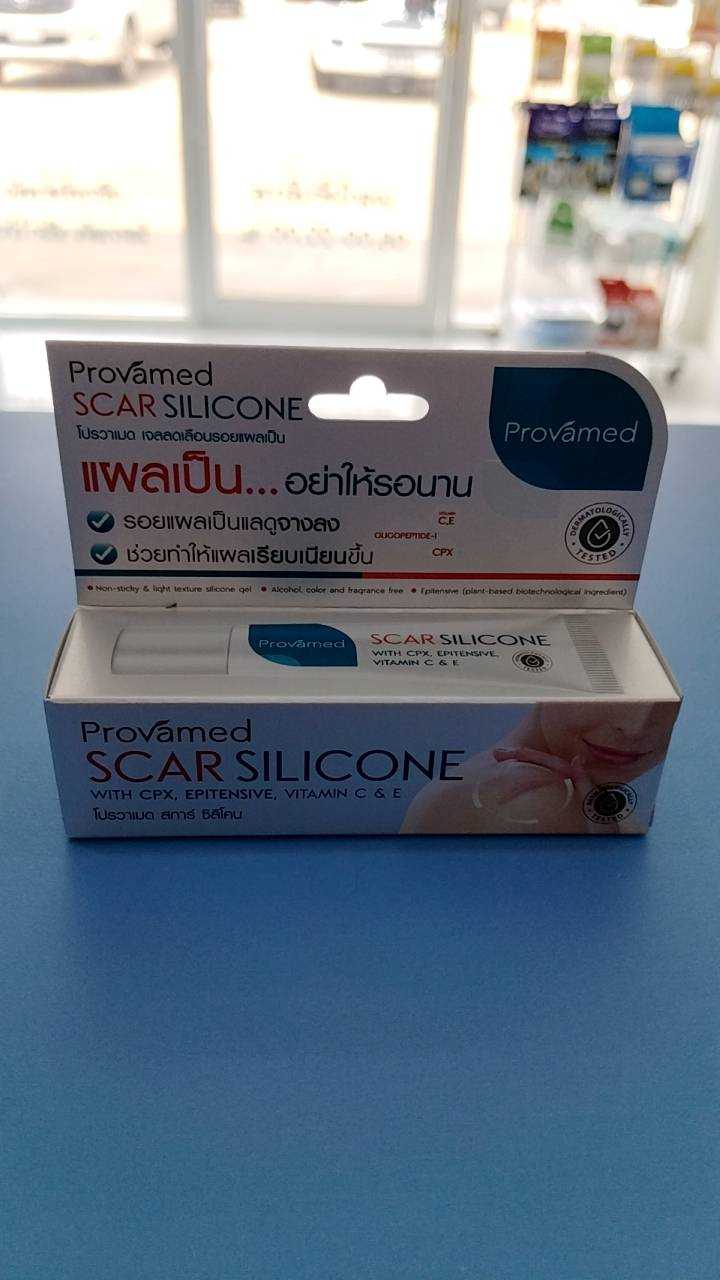 Provamed
SCAR SILICONE
โปรวาเมด เจลลดเลือนรอยแผลเป็น
แผลเป็น... อย่าให้รอนาน
รอยแผลเป็นแลดูจางลง
ช่วยทำให้แผลเรียบเนียนขึ้น
C,E
OLIGOPEPTIDE-1
CPX
Provamed
DERMATOLOGICALLY TESTED
• Non-sticky & light texture silicone gel • Alcohol, color and fragrance free • Epitensive (plant-based biotechnological ingredient)
Provamed
SCAR SILICONE
WITH CPX, EPITENSIVE,
VITAMIN C & E
Provamed
SCAR SILICONE
WITH CPX, EPITENSIVE, VITAMIN C & E
โปรวาเมด สการ์ ซิลิโคน
TESTED